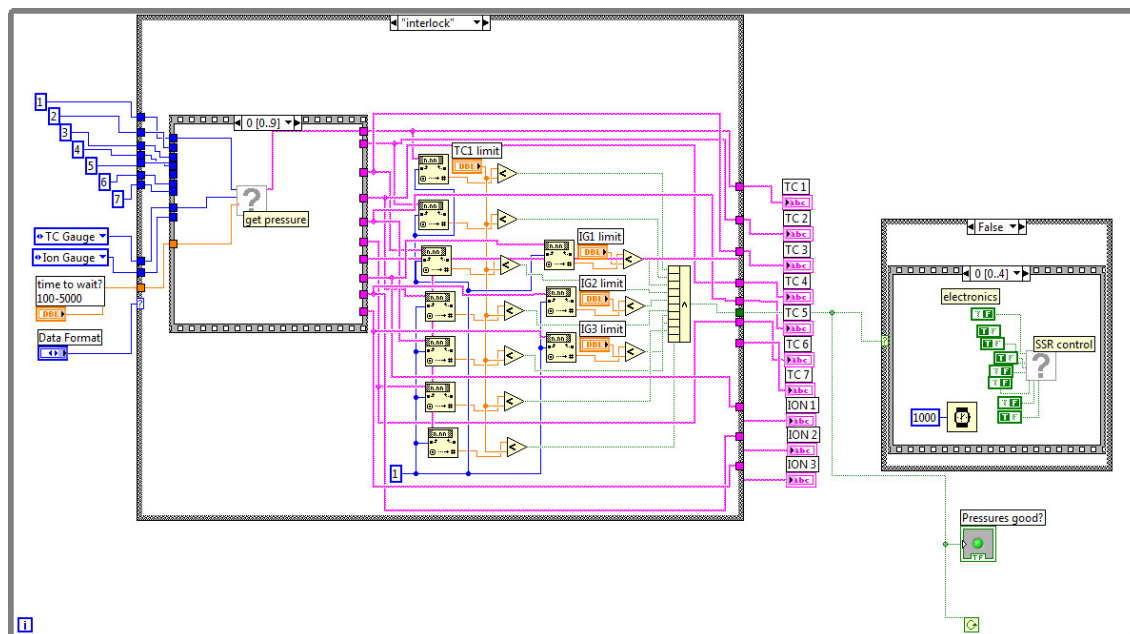 "interlock"
1
2
3
4
5
6
7
0 [0..9]
?
get pressure
TC Gauge
Ion Gauge
time to wait?
100-5000
DBL
Data Format
?
TC1 limit
DBL
IG1 limit
DBL
IG2 limit
DBL
IG3 limit
DBL
1
TC 1
abc
TC 2
abc
TC 3
abc
TC 4
abc
TC 5
abc
TC 6
abc
TC 7
abc
ION 1
abc
ION 2
abc
ION 3
abc
False
0 [0..4]
electronics
F
T
T
T
F
T
F
T
SSR control
?
1000
?
Pressures good?
TF
i